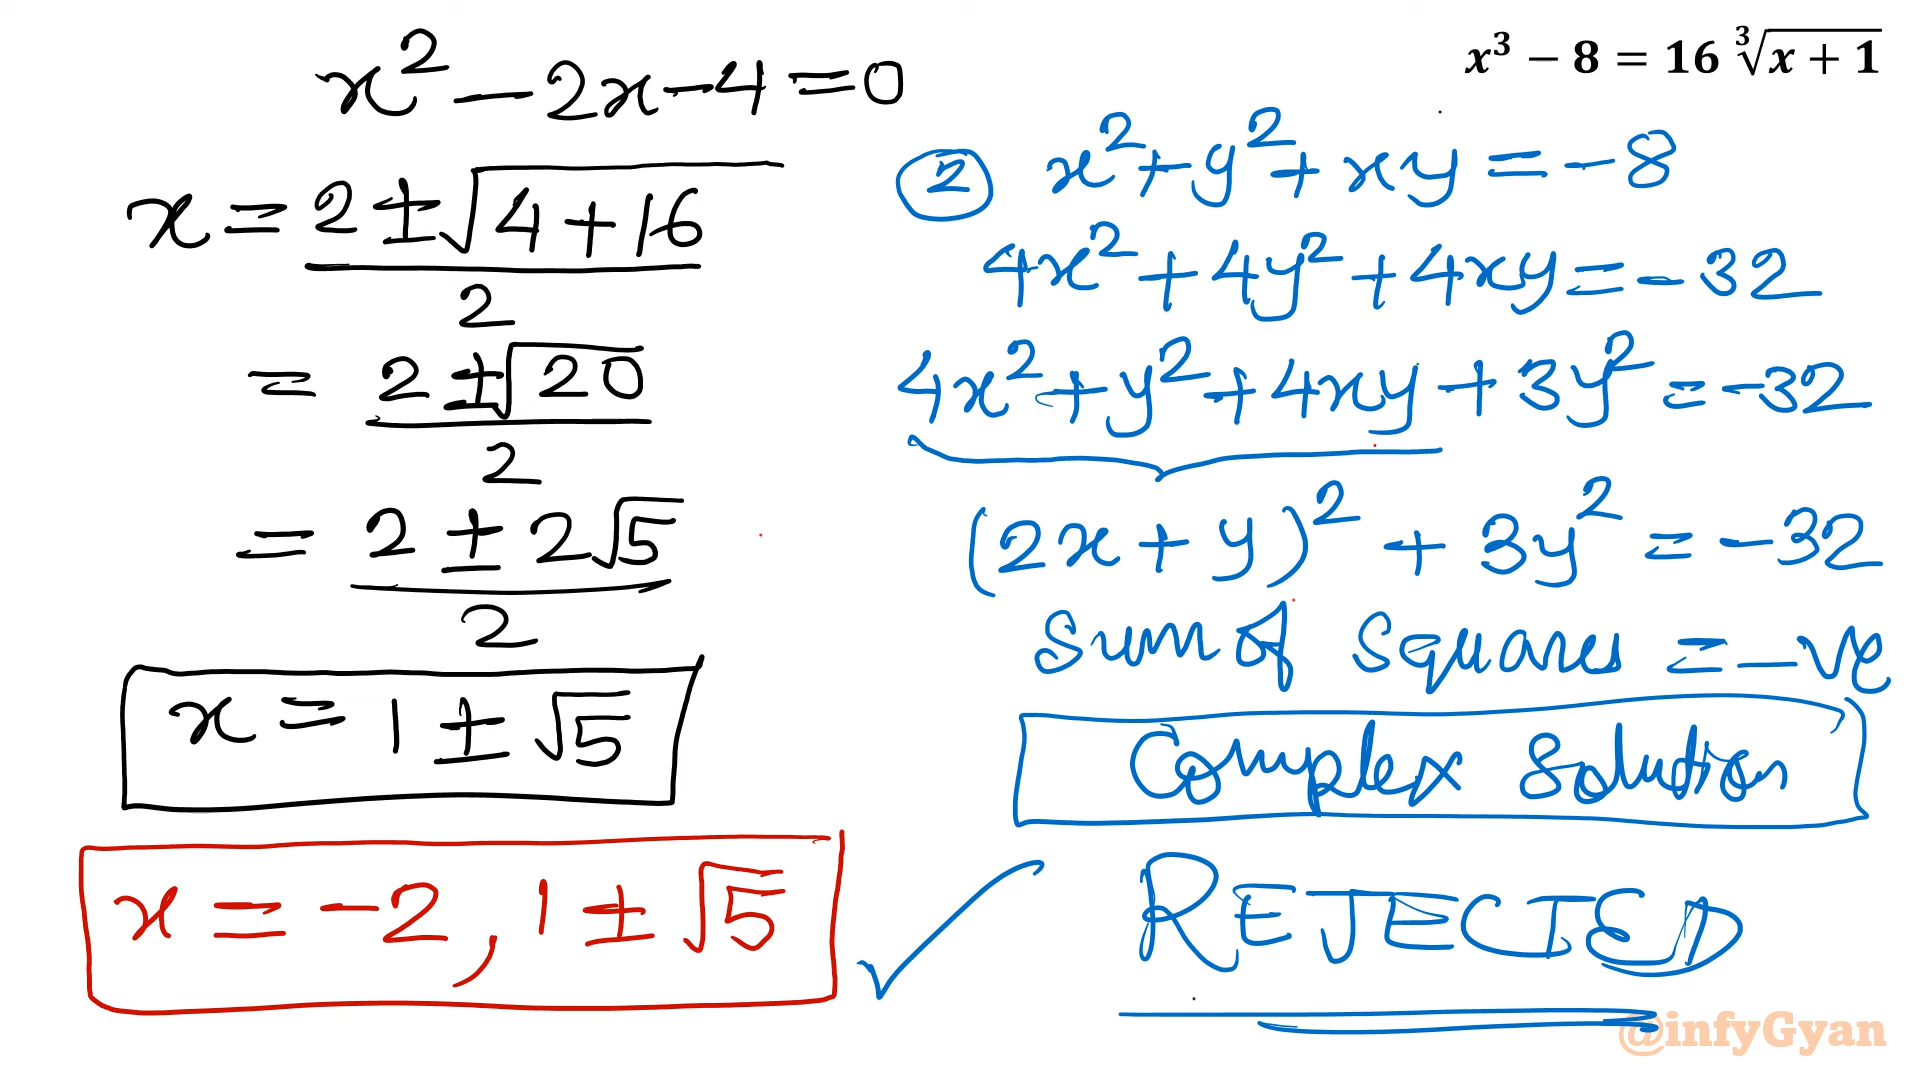 x³ − 8 = 16 ∛(x + 1)
x² − 2x − 4 = 0
x = (2 ± √(4 + 16)) / 2
= (2 ± √20) / 2
= (2 ± 2√5) / 2
x = 1 ± √5
x = −2, 1 ± √5
② x² + y² + xy = −8
4x² + 4y² + 4xy = −32
4x² + y² + 4xy + 3y² = −32
(2x + y)² + 3y² = −32
Sum of Squares = −ve
Complex Solution
REJECTED
@infyGyan